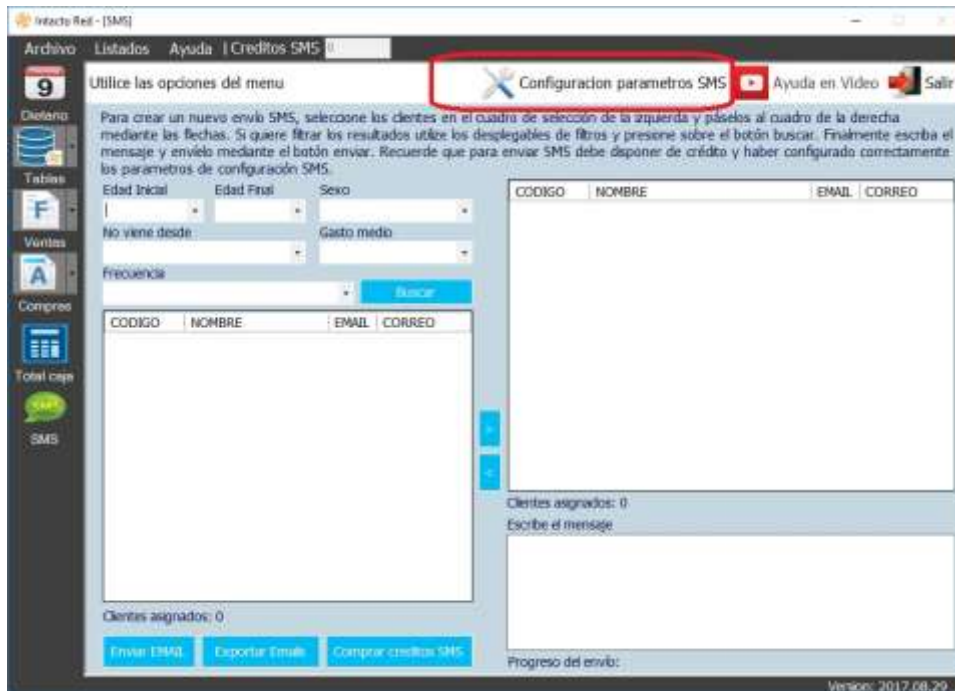 Intacto Red - [SMS]
Archivo Listados Ayuda | Creditos SMS 0
9
Utilice las opciones del menu
Configuracion parametros SMS
Ayuda en Video
Salir
Dietario
Tablas
F
Ventas
A
Compras
Total caja
SMS
Para crear un nuevo envío SMS, seleccione los clientes en el cuadro de selección de la izquierda y páselos al cuadro de la derecha
mediante las flechas. Si quiere filtrar los resultados utilize los desplegables de filtros y presione sobre el botón buscar. Finalmente escriba el
mensaje y envíelo mediante el botón enviar. Recuerde que para enviar SMS debe disponer de crédito y haber configurado correctamente
los parametros de configuración SMS.
Edad Inicial Edad Final Sexo
No viene desde Gasto medio
Frecuencia
Buscar
CODIGO NOMBRE EMAIL CORREO
Clientes asignados: 0
Enviar EMAIL Exportar Emails Comprar creditos SMS
CODIGO NOMBRE EMAIL CORREO
>
<
Clientes asignados: 0
Escribe el mensaje
Progreso del envío:
Version: 2017.08.29